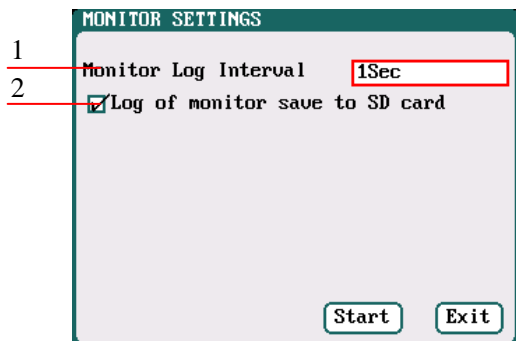 MONITOR SETTINGS
1
Monitor Log Interval 1Sec
2
Log of monitor save to SD card
Start Exit